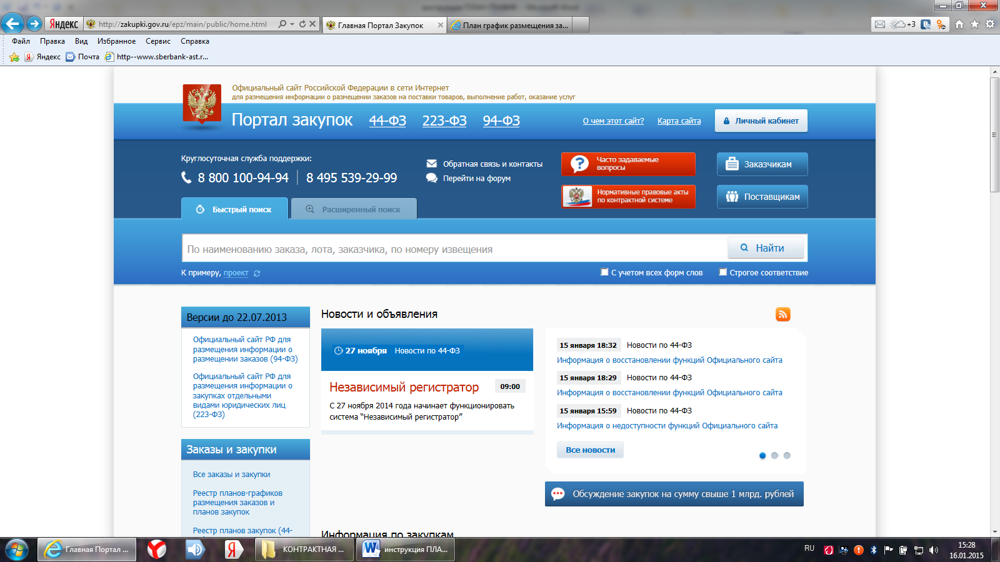 Яндекс
http://zakupki.gov.ru/epz/main/public/home.html
Главная Портал Закупок
План график размещения за...
+3
Файл Правка Вид Избранное Сервис Справка
Яндекс Почта http--www.sberbank-ast.r...
Официальный сайт Российской Федерации в сети Интернет
для размещения информации о размещении заказов на поставки товаров, выполнение работ, оказание услуг
Портал закупок 44-ФЗ 223-ФЗ 94-ФЗ
О чем этот сайт? Карта сайта Личный кабинет
Круглосуточная служба поддержки:
8 800 100-94-94 8 495 539-29-99
Обратная связь и контакты
Перейти на форум
Часто задаваемые
вопросы
Нормативные правовые акты
по контрактной системе
Заказчикам
Поставщикам
Быстрый поиск Расширенный поиск
По наименованию заказа, лота, заказчика, по номеру извещения
Найти
К примеру, проект
С учетом всех форм слов Строгое соответствие
Версии до 22.07.2013
Официальный сайт РФ для
размещения информации о
размещении заказов (94-ФЗ)
Официальный сайт РФ для
размещения информации о
закупках отдельными
видами юридических лиц
(223-ФЗ)
Заказы и закупки
Все заказы и закупки
Реестр планов-графиков
размещения заказов и
планов закупок
Реестр планов закупок (44-
Новости и объявления
27 ноября Новости по 44-ФЗ
Независимый регистратор 09:00
С 27 ноября 2014 года начинает функционировать
система “Независимый регистратор”
15 января 18:32 Новости по 44-ФЗ
Информация о восстановлении функций Официального сайта
15 января 18:29 Новости по 44-ФЗ
Информация о восстановлении функций Официального сайта
15 января 15:59 Новости по 44-ФЗ
Информация о недоступности функций Официального сайта
Все новости
Обсуждение закупок на сумму свыше 1 млрд. рублей
Информация по закупкам
Главная Портал ...
КОНТРАКТНАЯ ...
инструкция ПЛА...
RU
15:28
16.01.2015